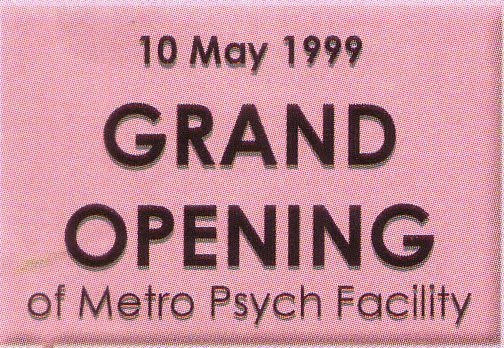 10 May 1999
GRAND
OPENING
of Metro Psych Facility